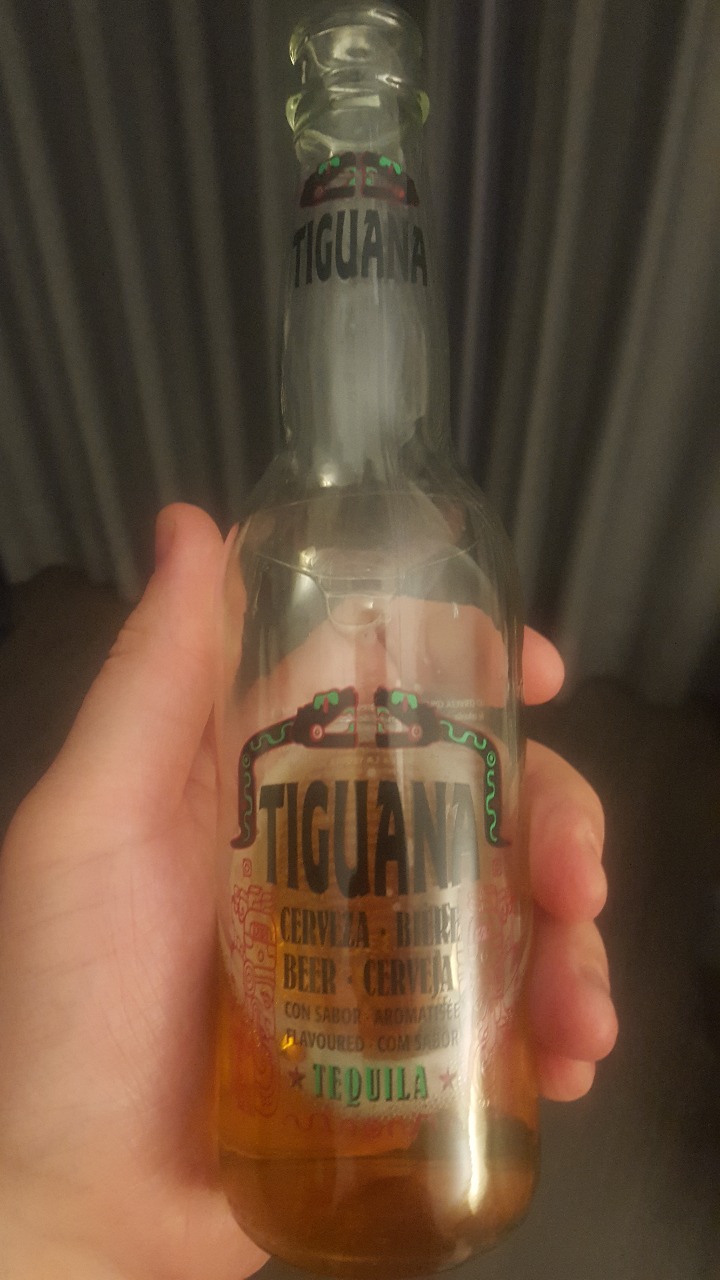 TIGUANA
TIGUANA
CERVEZA · BIÈRE
BEER · CERVEJA
CON SABOR · AROMATISÉE
FLAVOURED · COM SABOR
TEQUILA